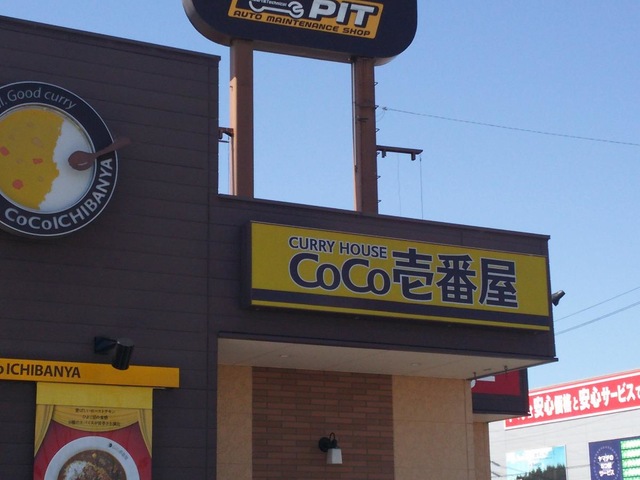 PIT
AUTO MAINTENANCE SHOP
Good curry
CoCoICHIBANYA
CURRY HOUSE
CoCo壱番屋
ICHIBANYA
安心価格と安心サービスで